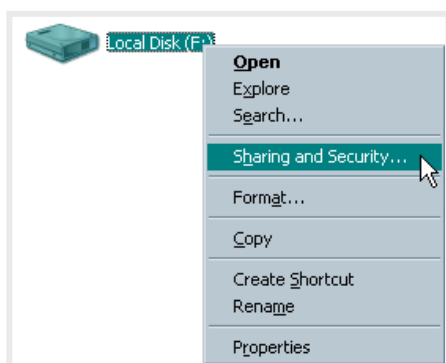 Local Disk (F:)
Open
Explore
Search...
Sharing and Security...
Format...
Copy
Create Shortcut
Rename
Properties